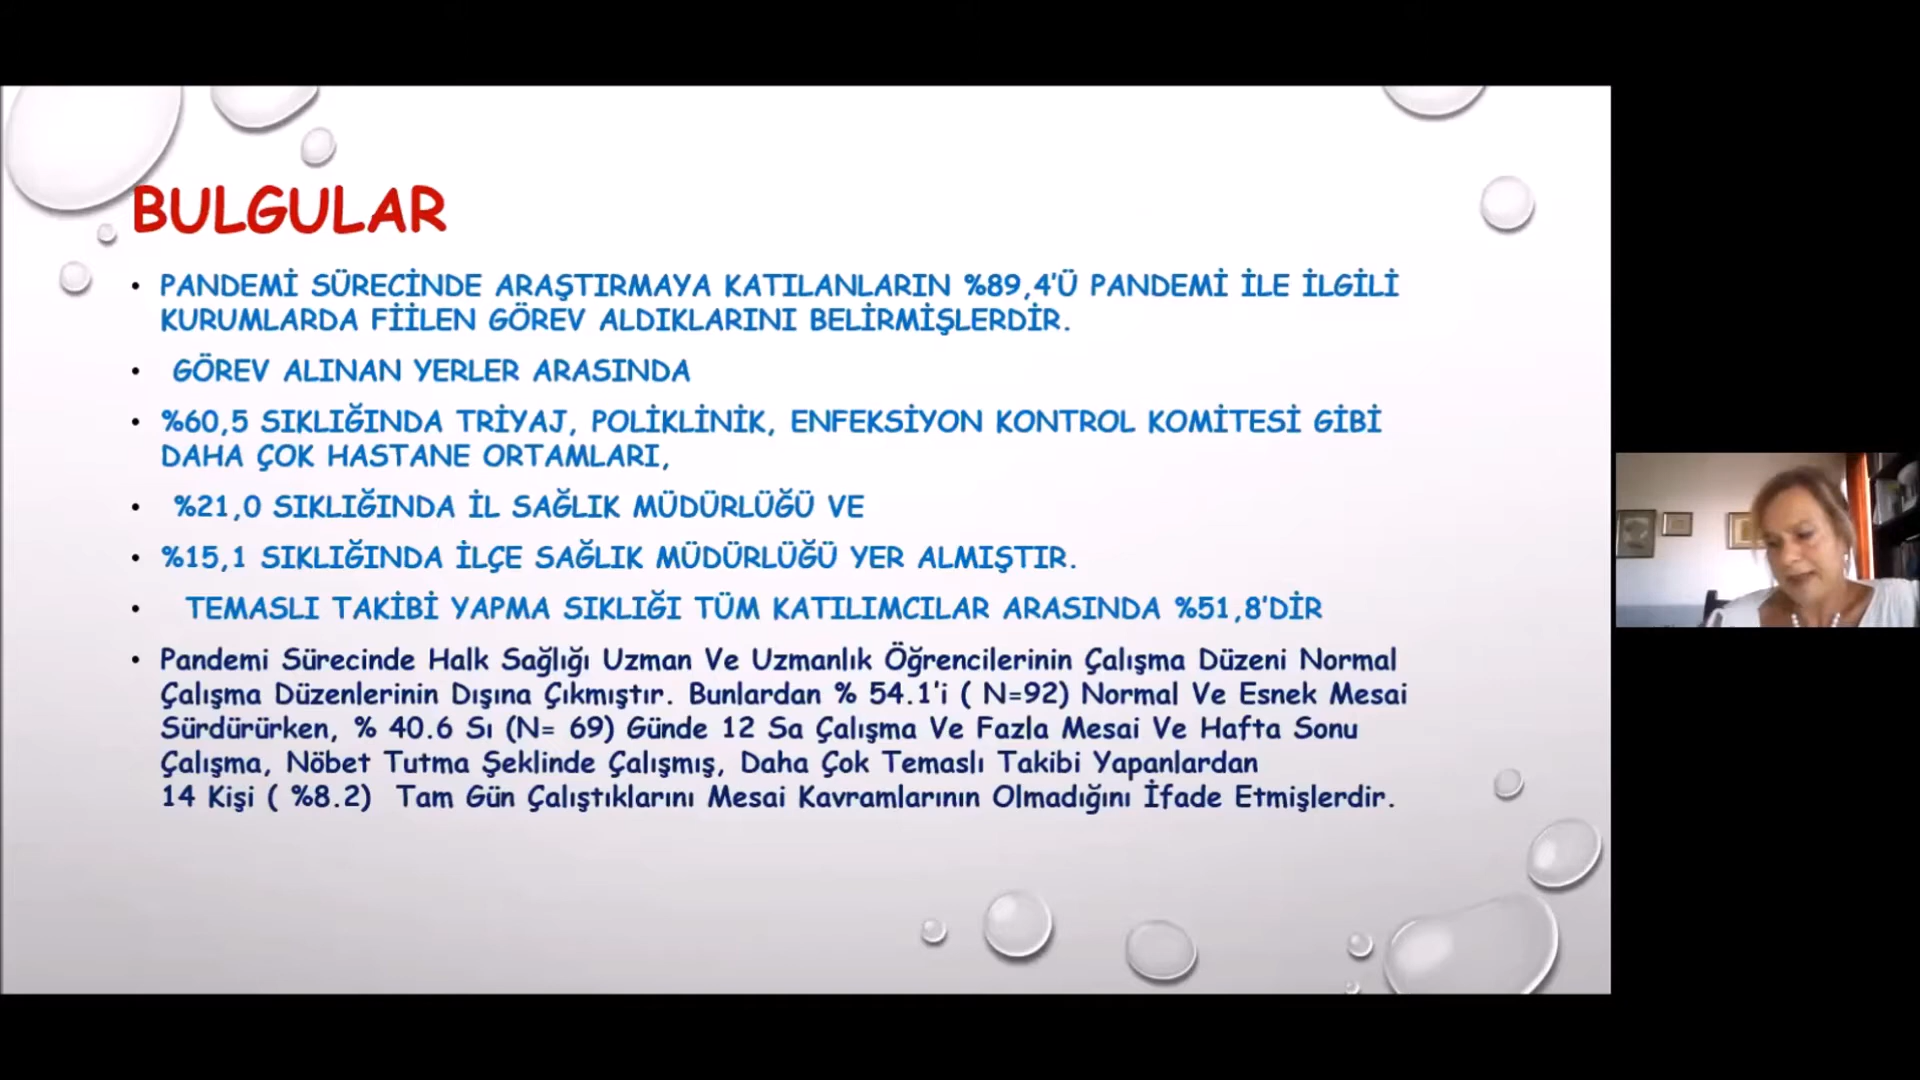 BULGULAR
• PANDEMİ SÜRECİNDE ARAŞTIRMAYA KATILANLARIN %89,4'Ü PANDEMİ İLE İLGİLİ
KURUMLARDA FİİLEN GÖREV ALDIKLARINI BELİRMİŞLERDİR.
• GÖREV ALINAN YERLER ARASINDA
• %60,5 SIKLIĞINDA TRİYAJ, POLİKLİNİK, ENFEKSİYON KONTROL KOMİTESİ GİBİ
DAHA ÇOK HASTANE ORTAMLARI,
• %21,0 SIKLIĞINDA İL SAĞLIK MÜDÜRLÜĞÜ VE
• %15,1 SIKLIĞINDA İLÇE SAĞLIK MÜDÜRLÜĞÜ YER ALMIŞTIR.
• TEMASLI TAKİBİ YAPMA SIKLIĞI TÜM KATILIMCILAR ARASINDA %51,8'DİR
• Pandemi Sürecinde Halk Sağlığı Uzman Ve Uzmanlık Öğrencilerinin Çalışma Düzeni Normal
Çalışma Düzenlerinin Dışına Çıkmıştır. Bunlardan % 54.1'i ( N=92) Normal Ve Esnek Mesai
Sürdürürken, % 40.6 Sı (N= 69) Günde 12 Sa Çalışma Ve Fazla Mesai Ve Hafta Sonu
Çalışma, Nöbet Tutma Şeklinde Çalışmış, Daha Çok Temaslı Takibi Yapanlardan
14 Kişi ( %8.2) Tam Gün Çalıştıklarını Mesai Kavramlarının Olmadığını İfade Etmişlerdir.